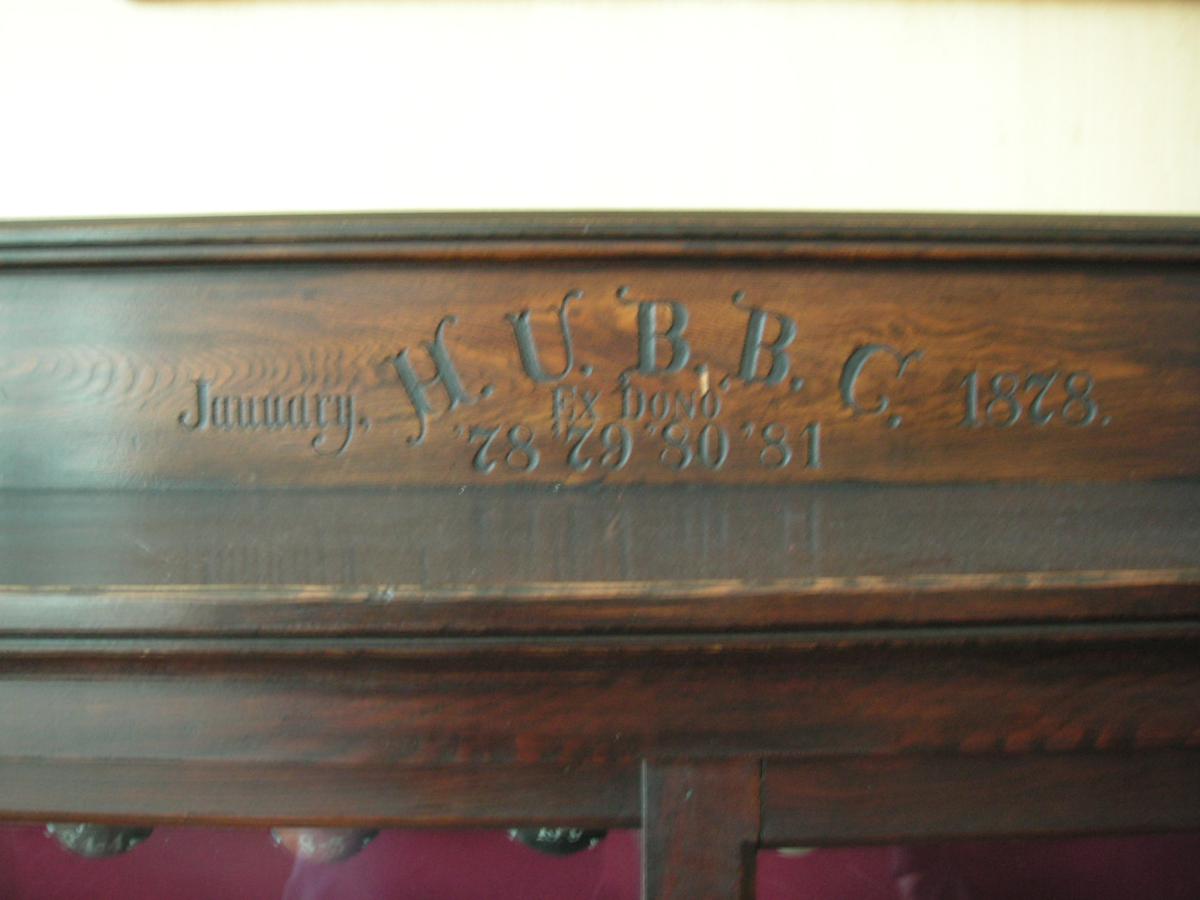 January, H. U. B. B. C. 1878.
Ex Dono
'78 '79 '80 '81